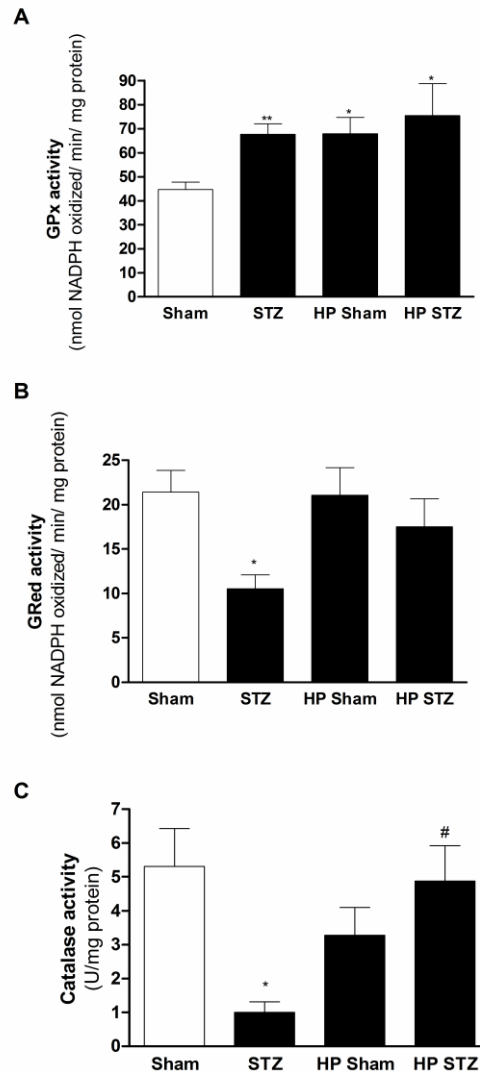 A
GPx activity
(nmol NADPH oxidized/ min/ mg protein)
90
80
70
60
50
40
30
20
10
0
**
*
*
Sham STZ HP Sham HP STZ
B
GRed activity
(nmol NADPH oxidized/ min/ mg protein)
25
20
15
10
5
0
*
Sham STZ HP Sham HP STZ
C
Catalase activity
(U/mg protein)
7
6
5
4
3
2
1
0
*
#
Sham STZ HP Sham HP STZ